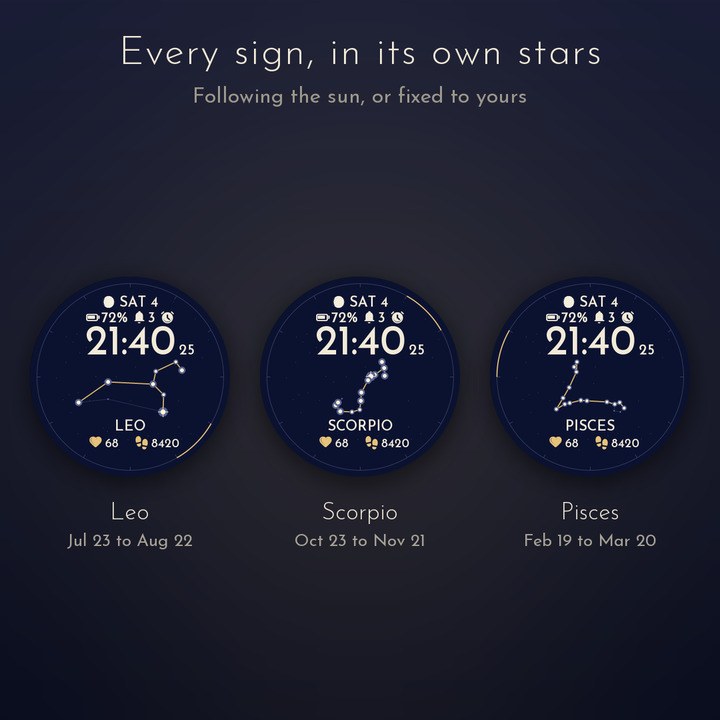 Every sign, in its own stars
Following the sun, or fixed to yours
SAT 4
72% 3
21:40 25
LEO
68 8420
SAT 4
72% 3
21:40 25
SCORPIO
68 8420
SAT 4
72% 3
21:40 25
PISCES
68 8420
Leo
Jul 23 to Aug 22
Scorpio
Oct 23 to Nov 21
Pisces
Feb 19 to Mar 20